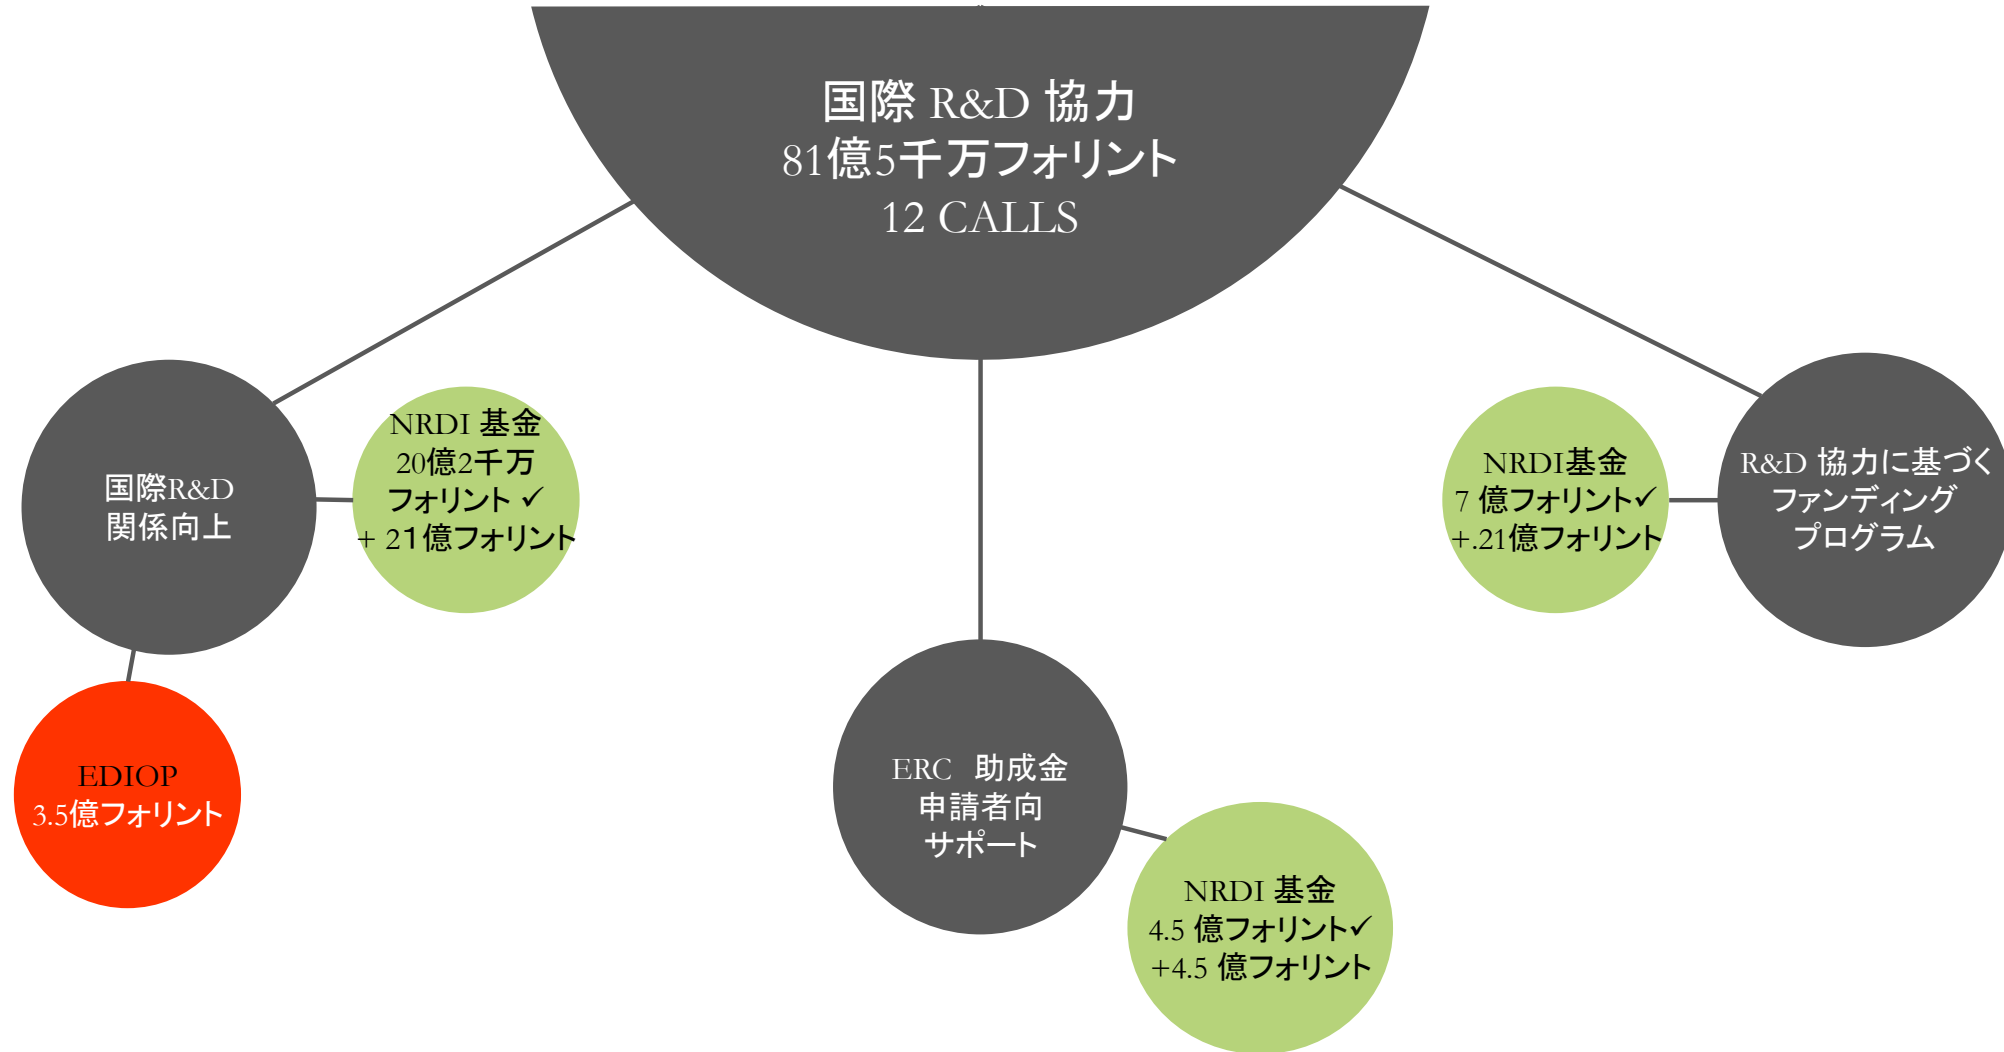 国際 R&D 協力
81億5千万フォリント
12 CALLS
国際R&D
関係向上
NRDI 基金
20億2千万
フォリント ✓
+ 21億フォリント
NRDI基金
7 億フォリント✓
+.21億フォリント
R&D 協力に基づく
ファンディング
プログラム
EDIOP
3.5億フォリント
ERC　助成金
申請者向
サポート
NRDI 基金
4.5 億フォリント✓
+4.5 億フォリント